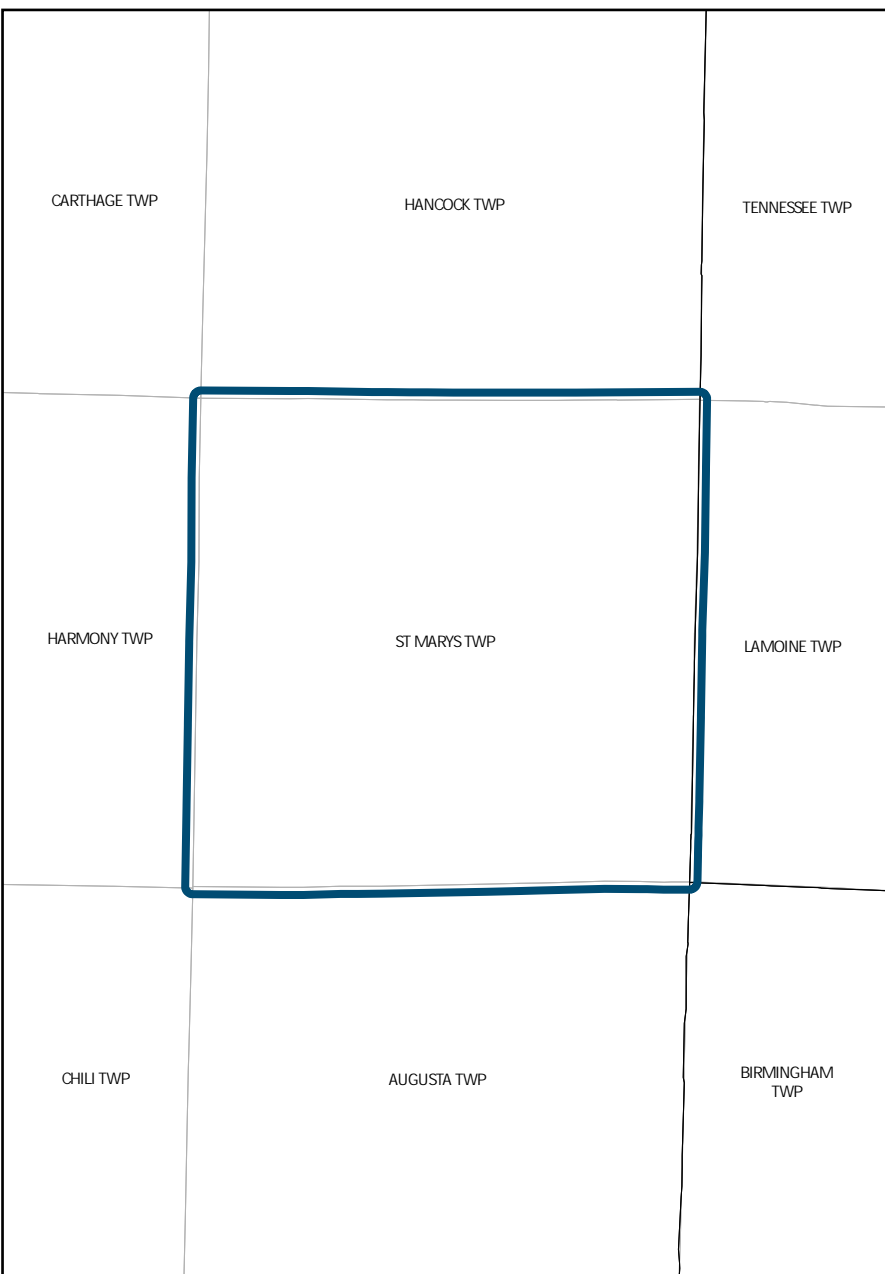 CARTHAGE TWP
HANCOCK TWP
TENNESSEE TWP
HARMONY TWP
ST MARYS TWP
LAMOINE TWP
CHILI TWP
AUGUSTA TWP
BIRMINGHAM
TWP